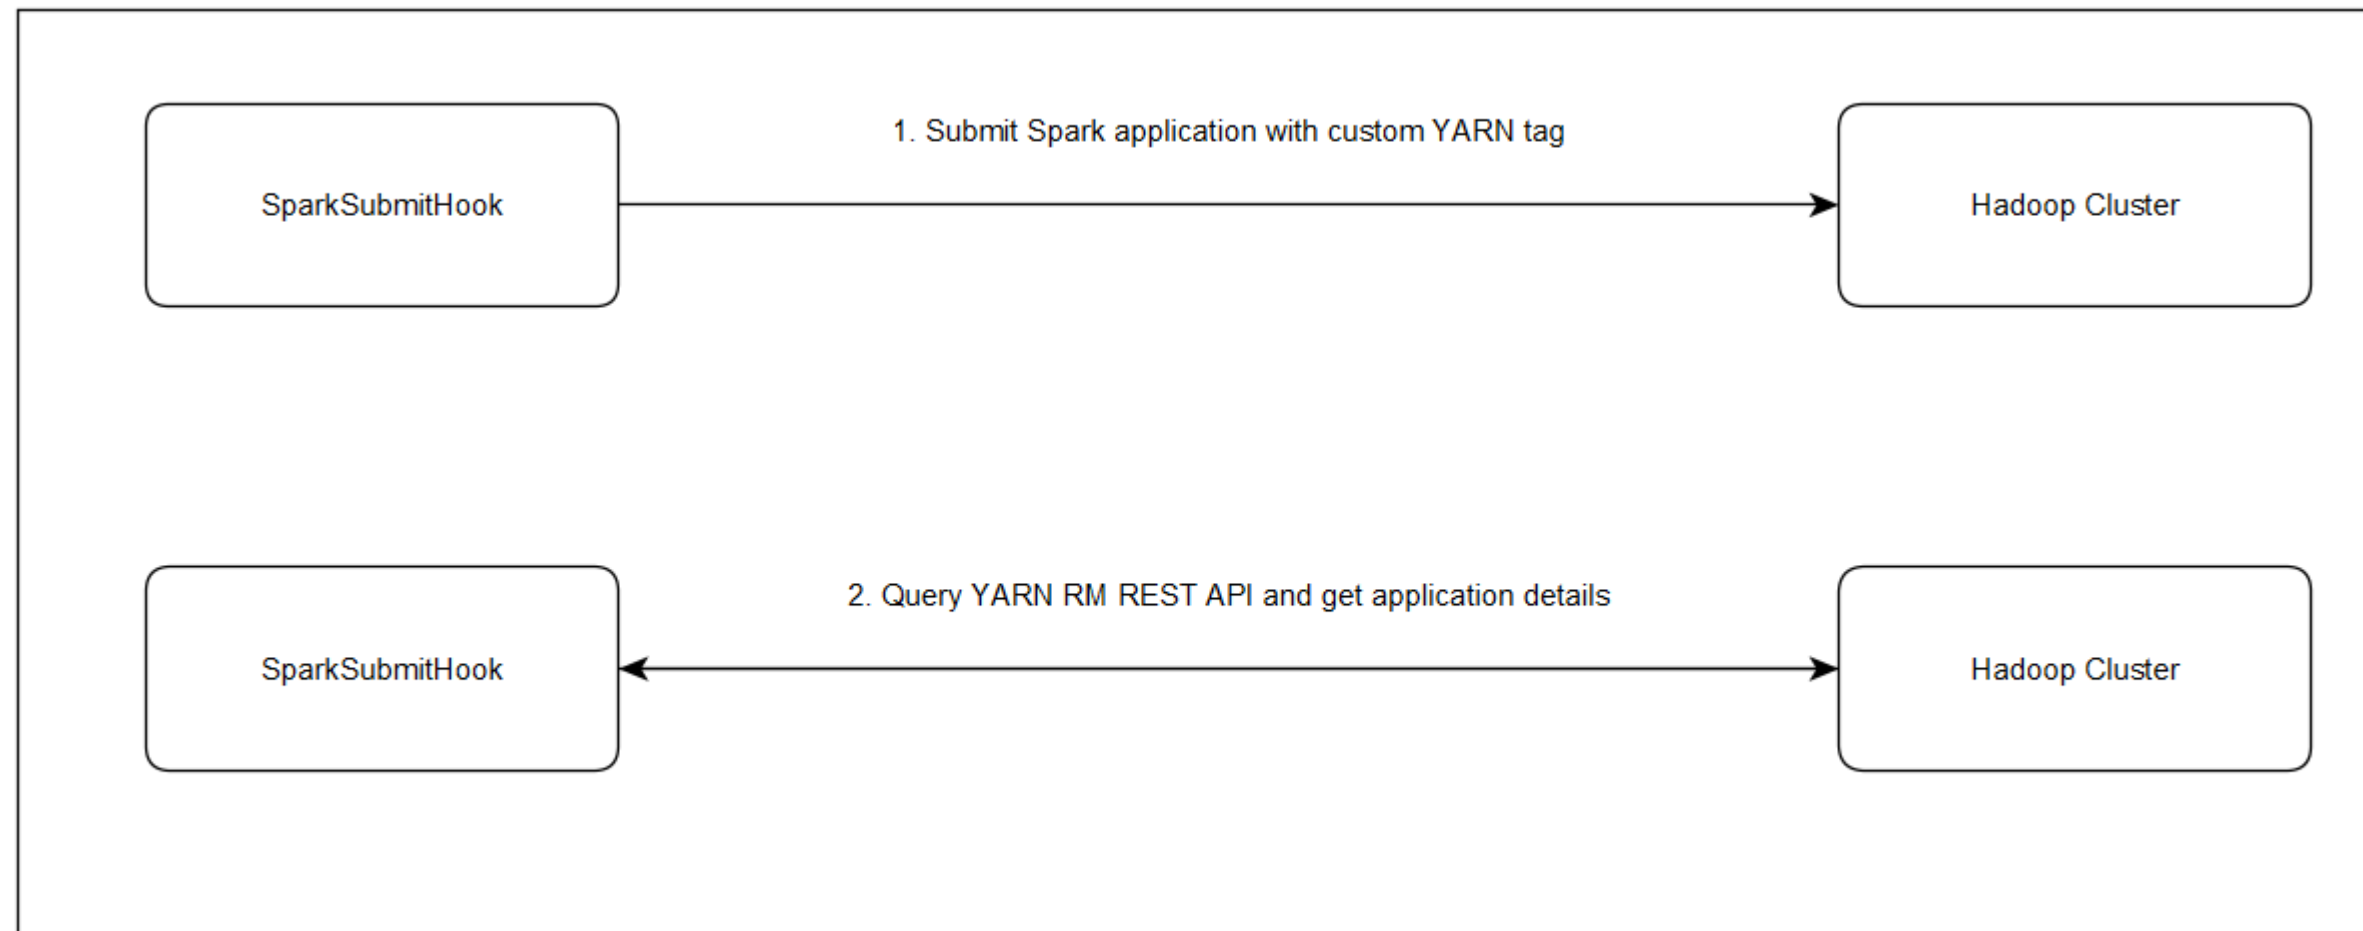 1. Submit Spark application with custom YARN tag
SparkSubmitHook
Hadoop Cluster
2. Query YARN RM REST API and get application details
SparkSubmitHook
Hadoop Cluster